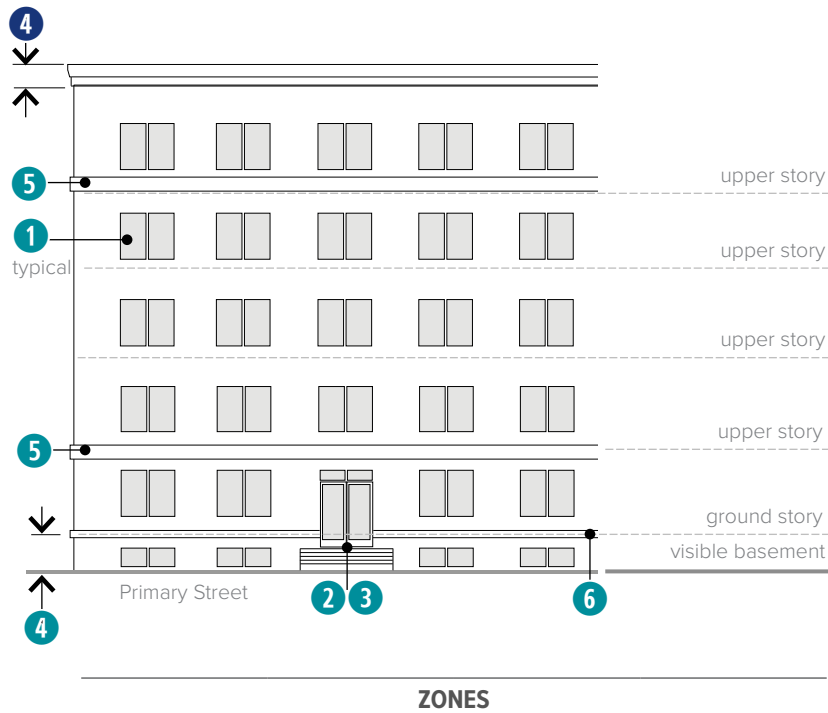 4
5
upper story
1
typical
upper story
upper story
upper story
5
ground story
visible basement
Primary Street
2 3
6
4
ZONES